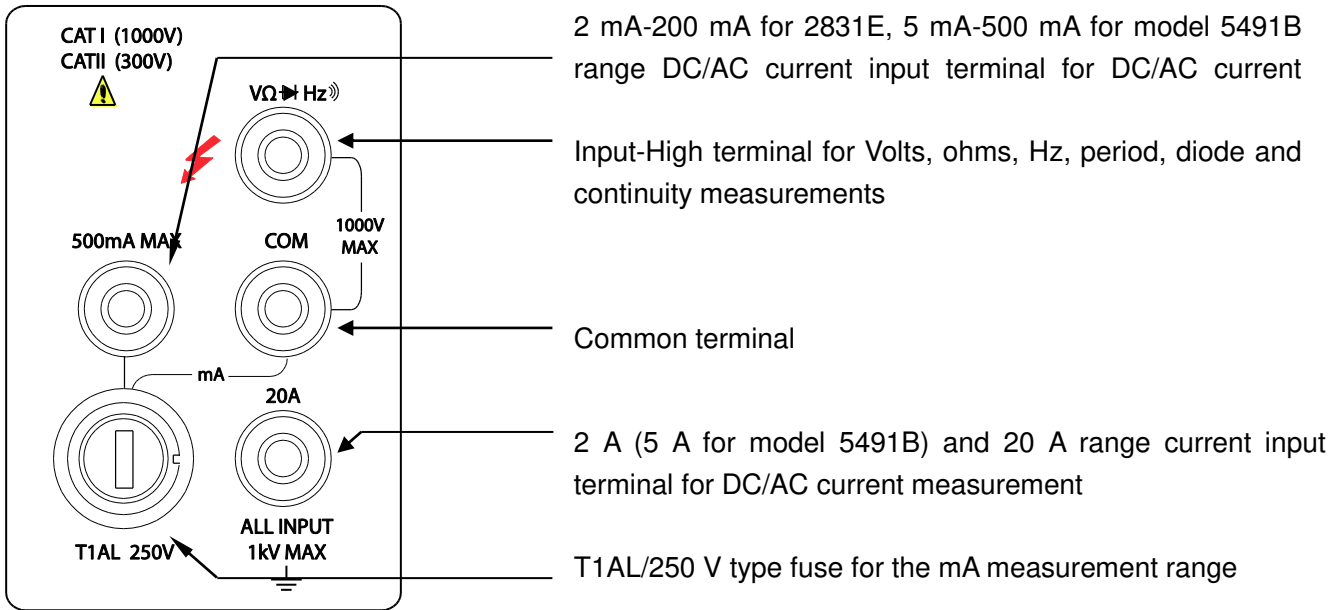 CAT I (1000V)
CATII (300V)
VΩ Hz
500mA MAX
COM
1000V
MAX
mA
20A
T1AL 250V
ALL INPUT
1kV MAX
2 mA-200 mA for 2831E, 5 mA-500 mA for model 5491B
range DC/AC current input terminal for DC/AC current
Input-High terminal for Volts, ohms, Hz, period, diode and
continuity measurements
Common terminal
2 A (5 A for model 5491B) and 20 A range current input
terminal for DC/AC current measurement
T1AL/250 V type fuse for the mA measurement range